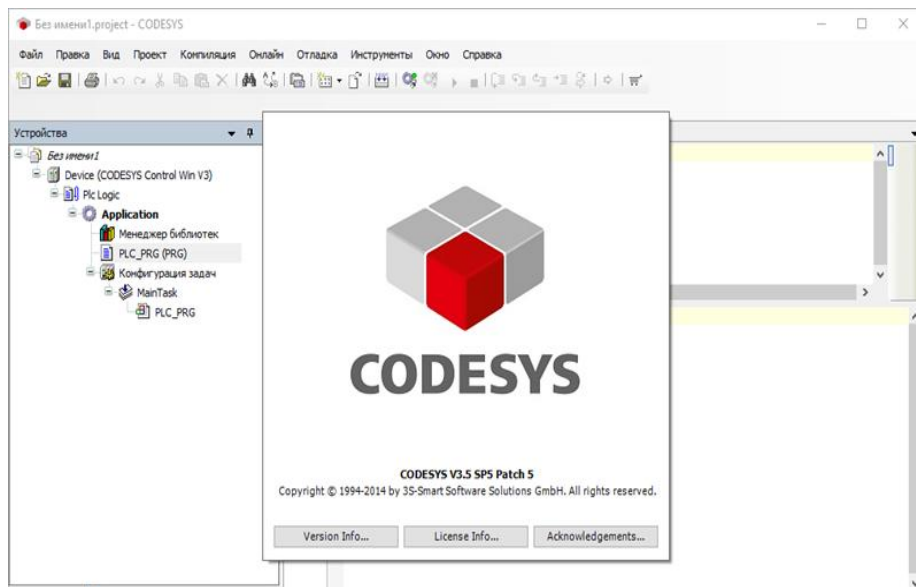 Без имени1.project - CODESYS
Файл Правка Вид Проект Компиляция Онлайн Отладка Инструменты Окно Справка
Устройства
Без имени1
Device (CODESYS Control Win V3)
Plc Logic
Application
Менеджер библиотек
PLC_PRG (PRG)
Конфигурация задач
MainTask
PLC_PRG
CODESYS
CODESYS V3.5 SP5 Patch 5
Copyright © 1994-2014 by 3S-Smart Software Solutions GmbH. All rights reserved.
Version Info... License Info... Acknowledgements...